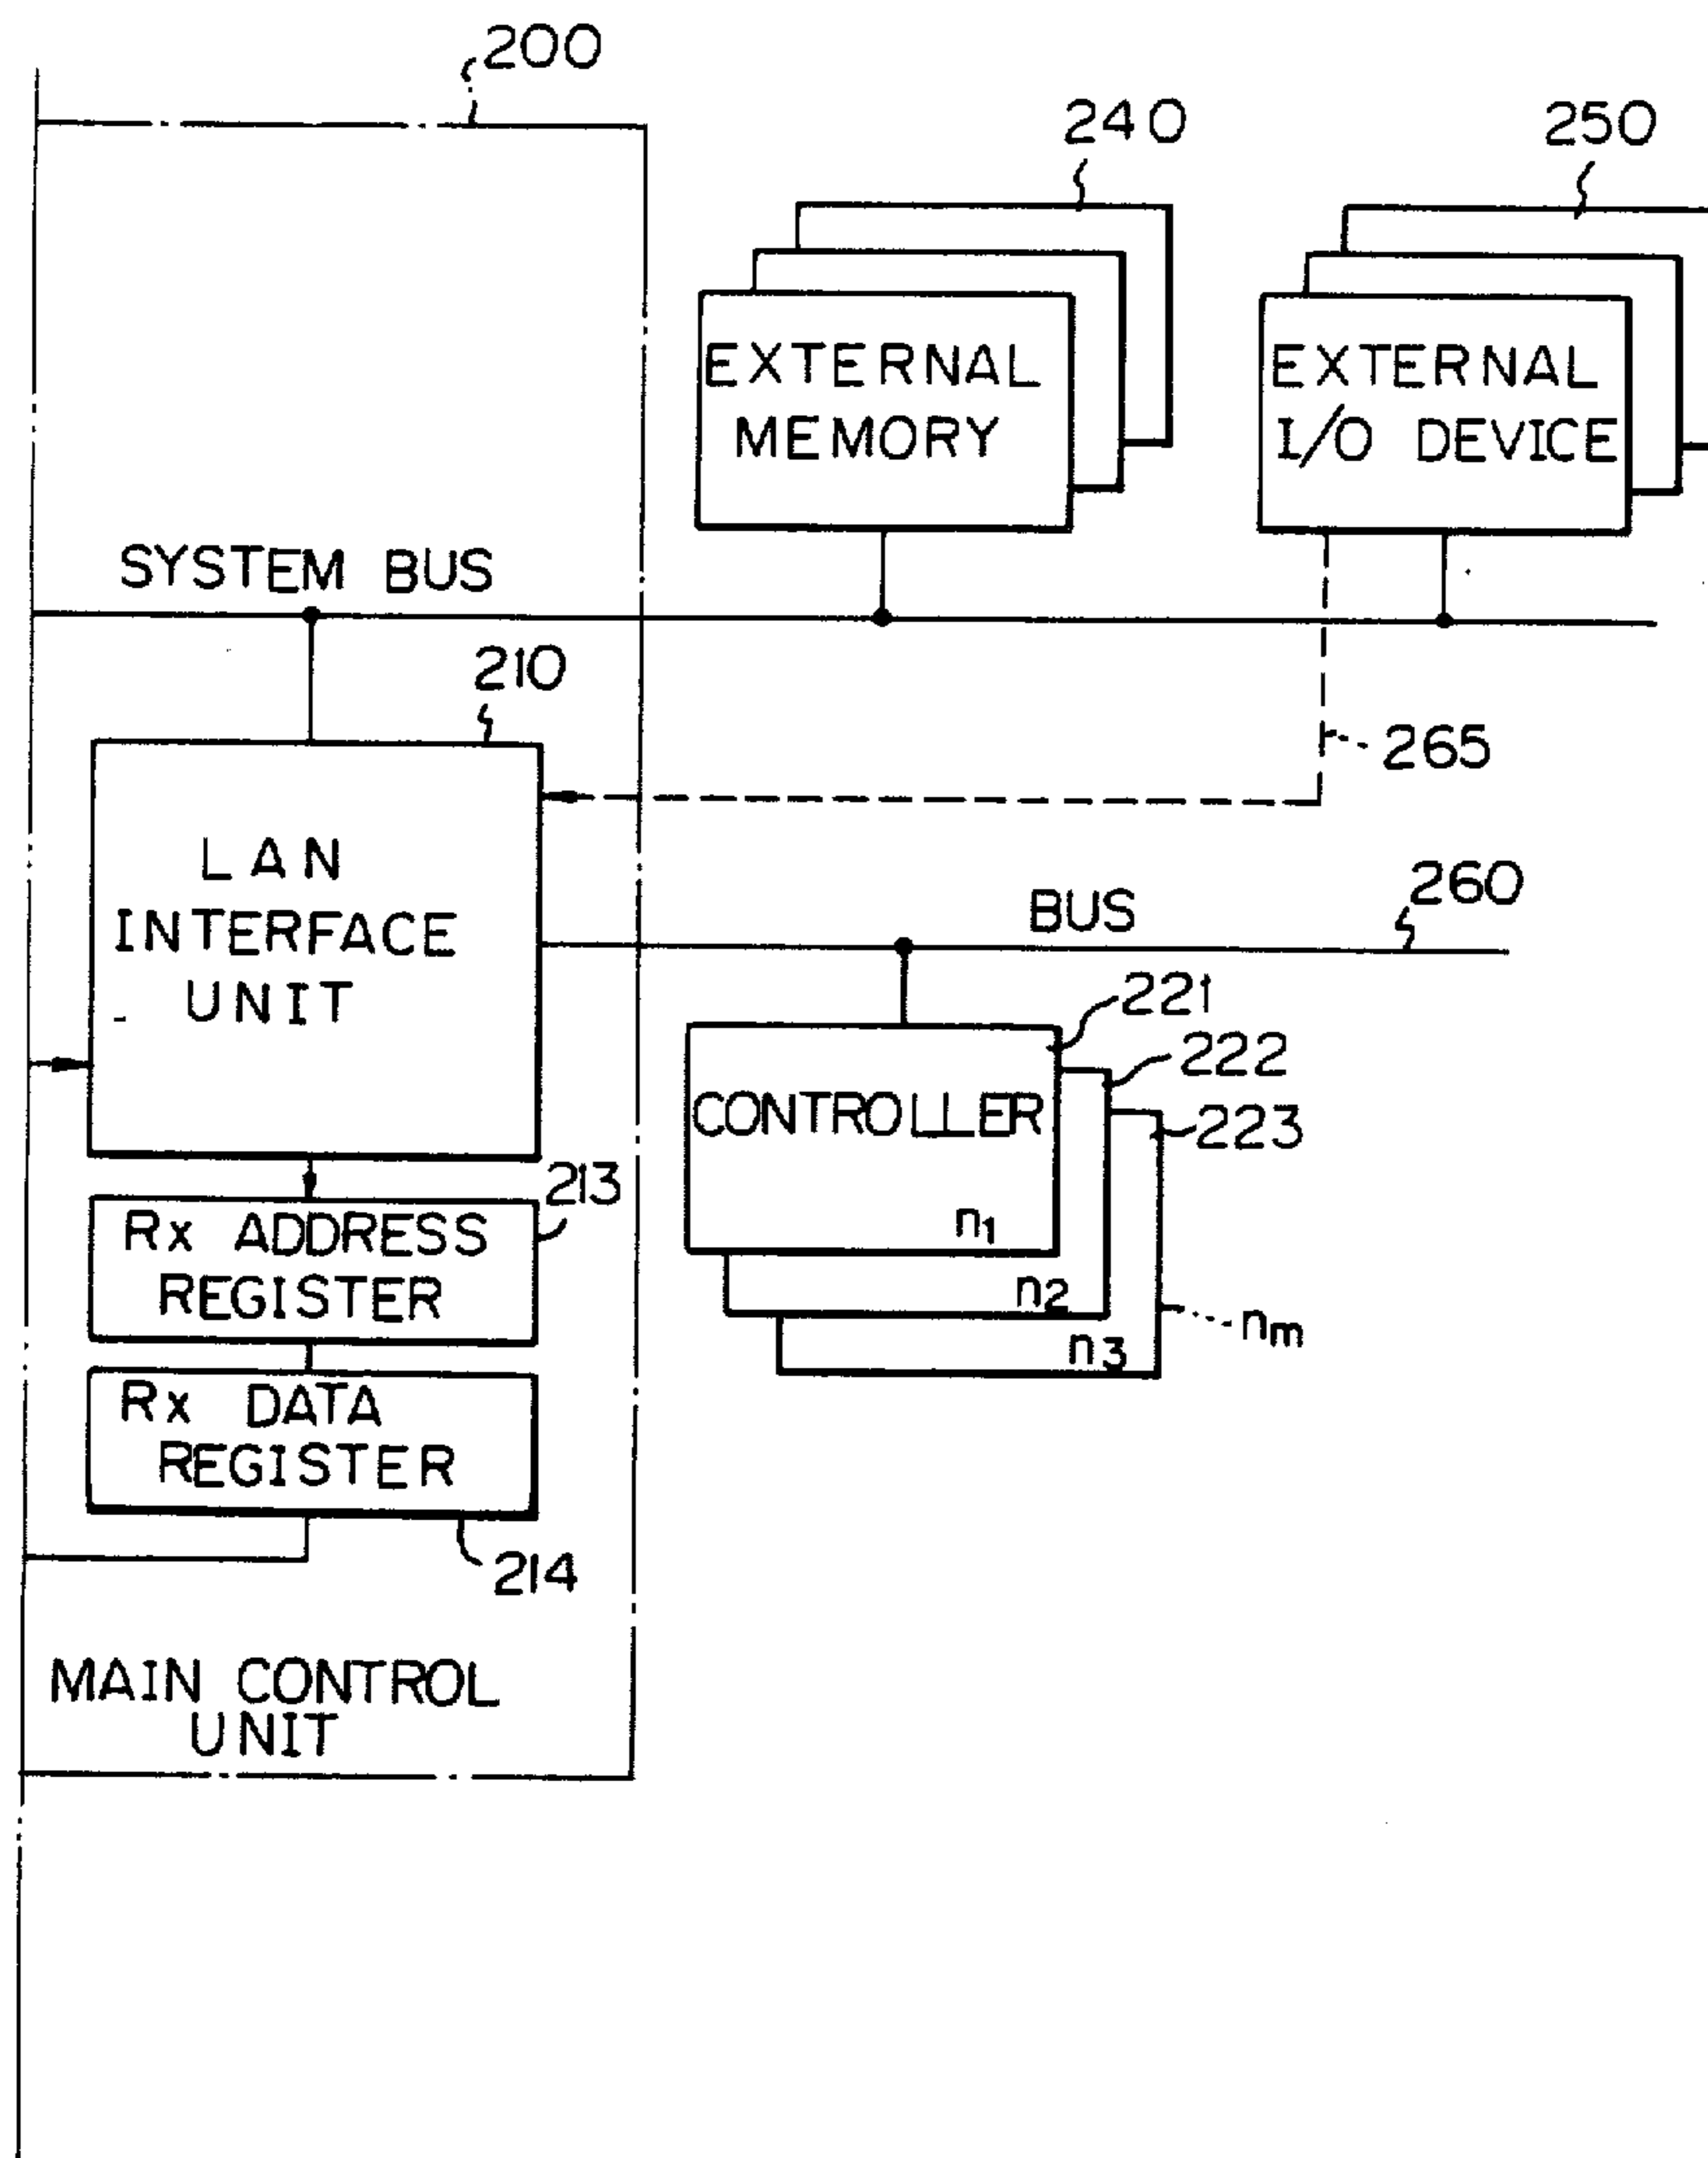 200
240
250
EXTERNAL
MEMORY
EXTERNAL
I/O DEVICE
SYSTEM BUS
210
265
LAN
INTERFACE
UNIT
BUS
260
221
222
223
CONTROLLER
n1
n2
n3
nm
213
Rx ADDRESS
REGISTER
Rx DATA
REGISTER
214
MAIN CONTROL
UNIT